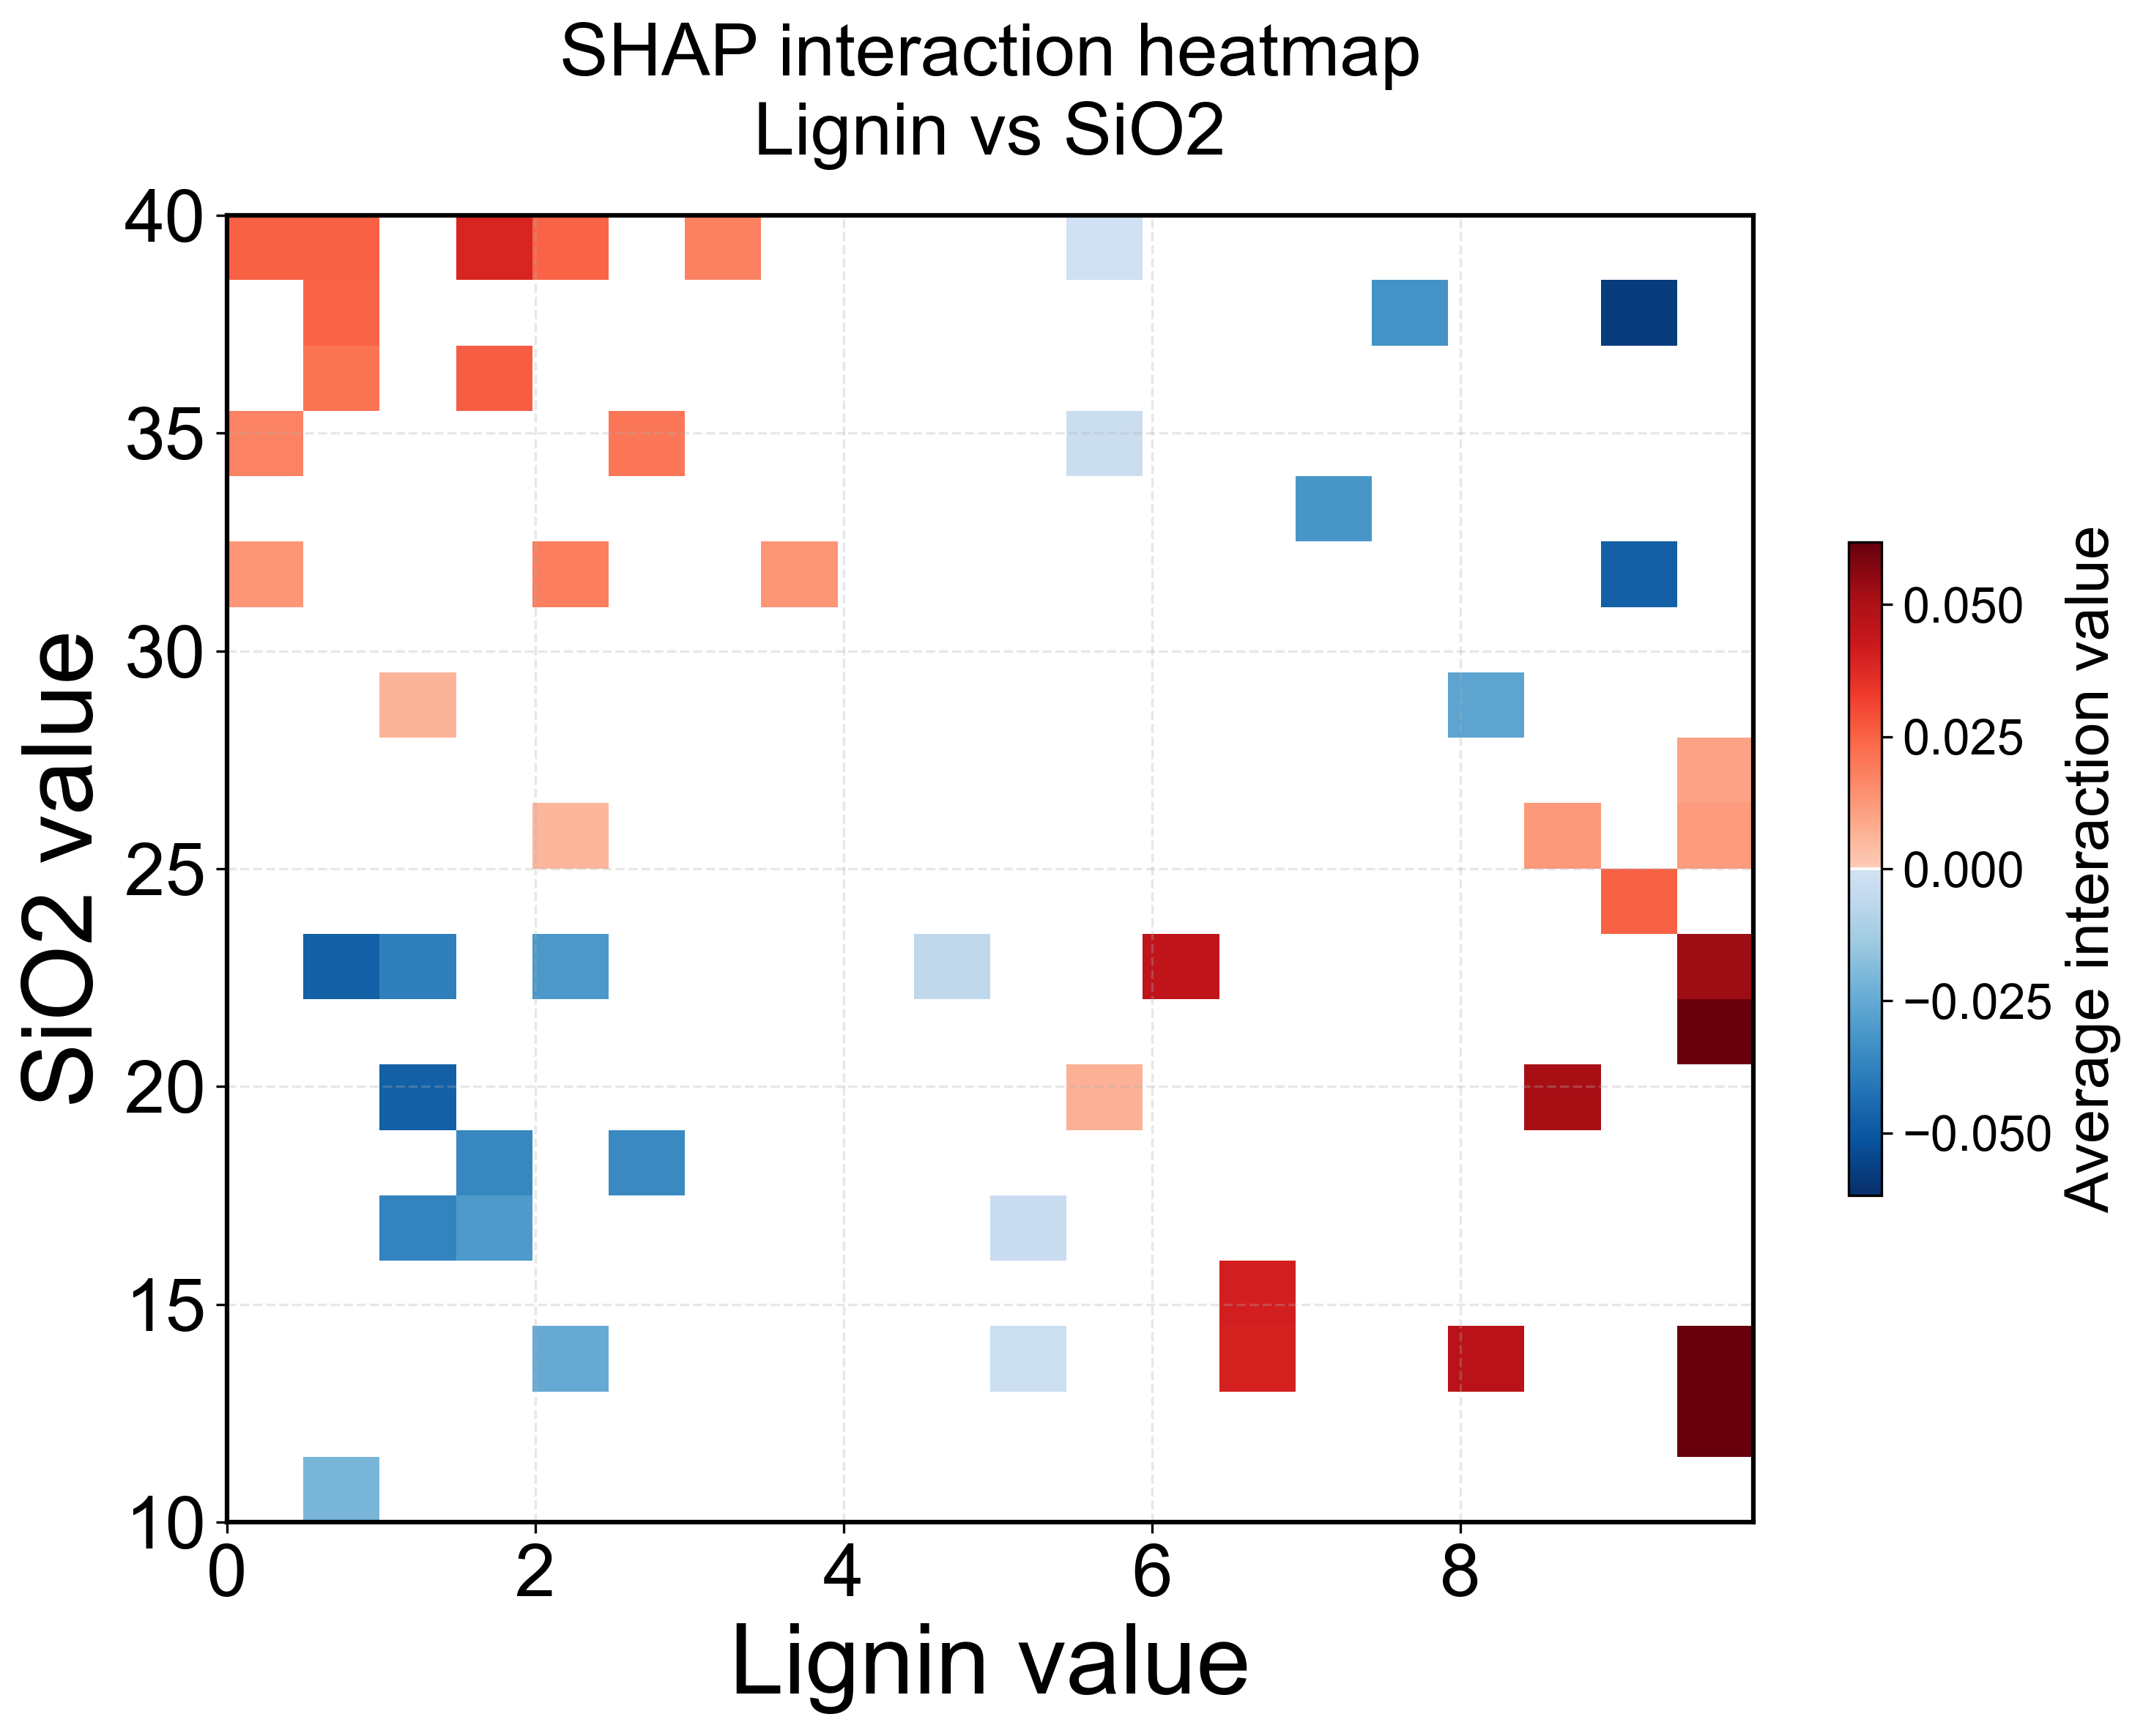 SHAP interaction heatmap
Lignin vs SiO2
40
35
30
25
20
15
10
SiO2 value
0 2 4 6 8
Lignin value
0.050
0.025
0.000
−0.025
−0.050
Average interaction value